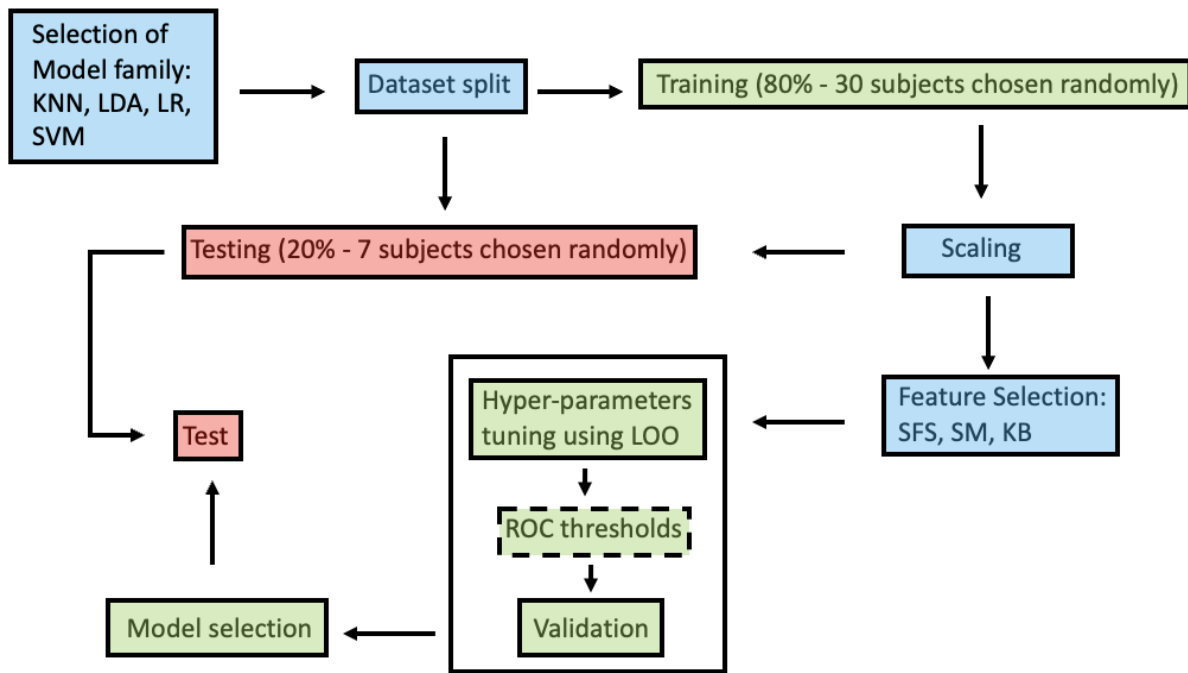 Selection of
Model family:
KNN, LDA, LR,
SVM
Dataset split
Training (80% - 30 subjects chosen randomly)
Testing (20% - 7 subjects chosen randomly)
Scaling
Hyper-parameters
tuning using LOO
Feature Selection:
SFS, SM, KB
Test
ROC thresholds
Model selection
Validation